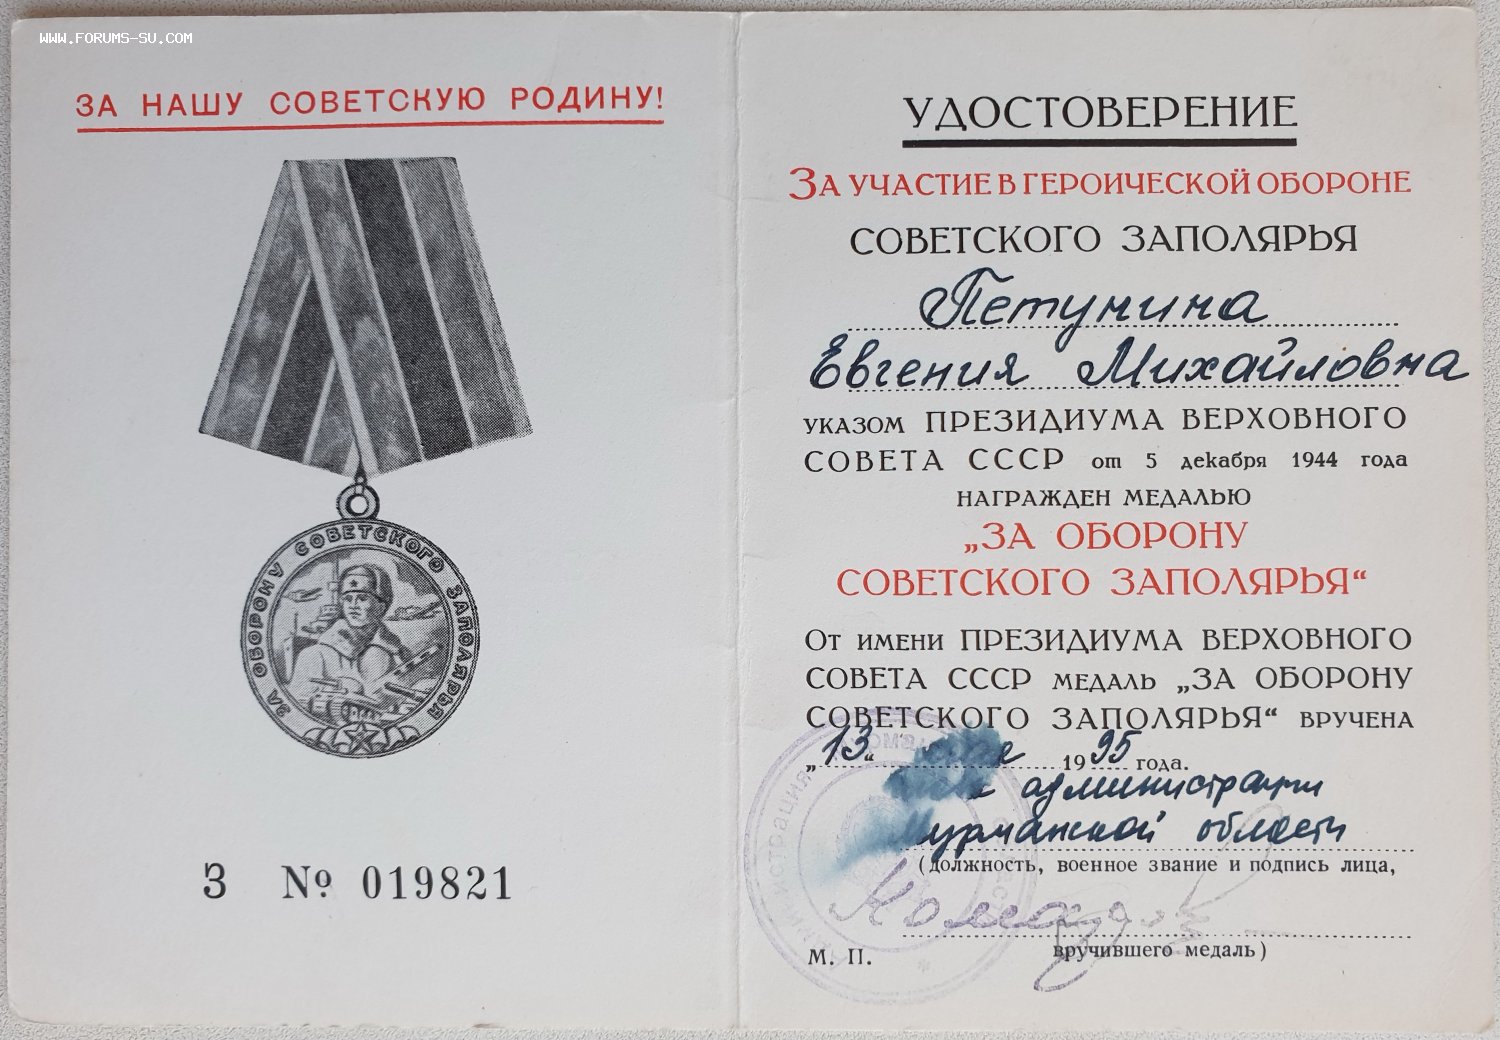 WWW.FORUMS-SU.COM
ЗА НАШУ СОВЕТСКУЮ РОДИНУ!
ЗА ОБОРОНУ СОВЕТСКОГО ЗАПОЛЯРЬЯ
З № 019821
УДОСТОВЕРЕНИЕ
ЗА УЧАСТИЕ В ГЕРОИЧЕСКОЙ ОБОРОНЕ
СОВЕТСКОГО ЗАПОЛЯРЬЯ
Петунина
Евгения Михайловна
УКАЗОМ ПРЕЗИДИУМА ВЕРХОВНОГО
СОВЕТА СССР от 5 декабря 1944 года
НАГРАЖДЕН МЕДАЛЬЮ
„ЗА ОБОРОНУ
СОВЕТСКОГО ЗАПОЛЯРЬЯ“
От ИМЕНИ ПРЕЗИДИУМА ВЕРХОВНОГО
СОВЕТА СССР МЕДАЛЬ „ЗА ОБОРОНУ
СОВЕТСКОГО ЗАПОЛЯРЬЯ“ ВРУЧЕНА
„13“ 1995 года.
администрации
Мурманской области
(должность, военное звание и подпись лица,
М. П. вручившего медаль)